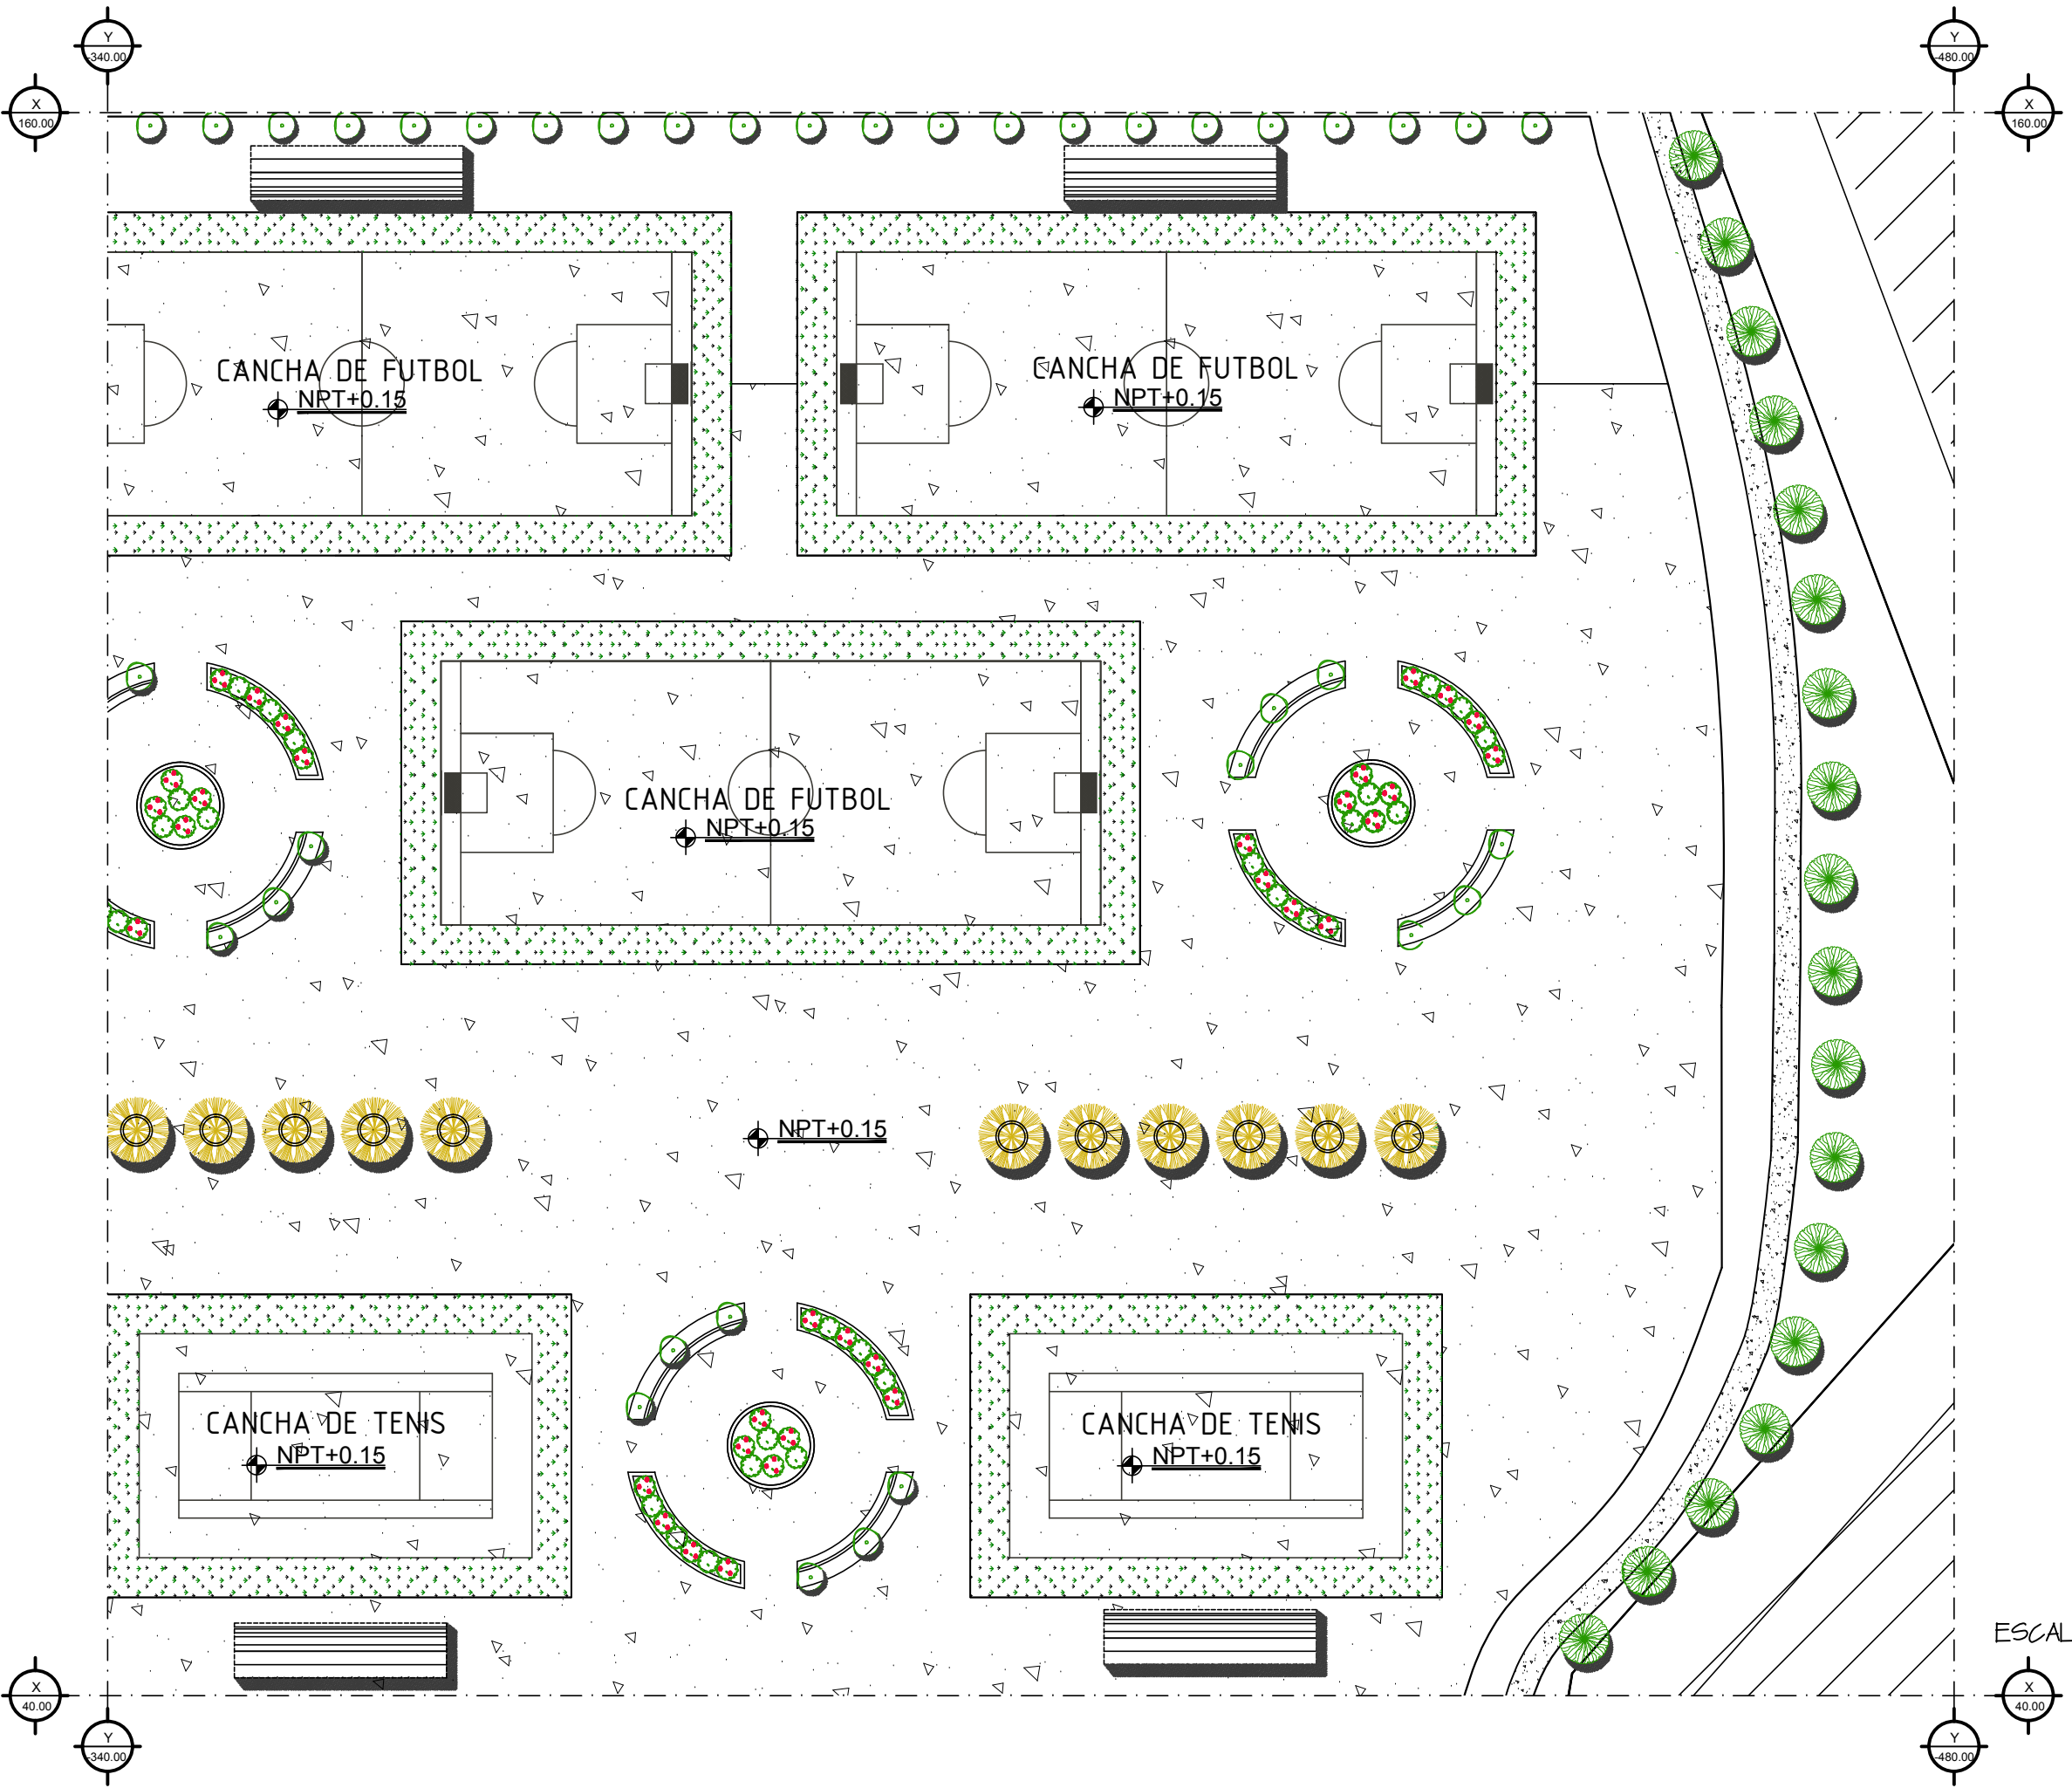 Y
-340.00
Y
-480.00
X
160.00
X
160.00
CANCHA DE FUTBOL
NPT+0.15
CANCHA DE FUTBOL
NPT+0.15
CANCHA DE FUTBOL
NPT+0.15
NPT+0.15
CANCHA DE TENIS
NPT+0.15
CANCHA DE TENIS
NPT+0.15
ESCAL
X
40.00
X
40.00
Y
-340.00
Y
-480.00